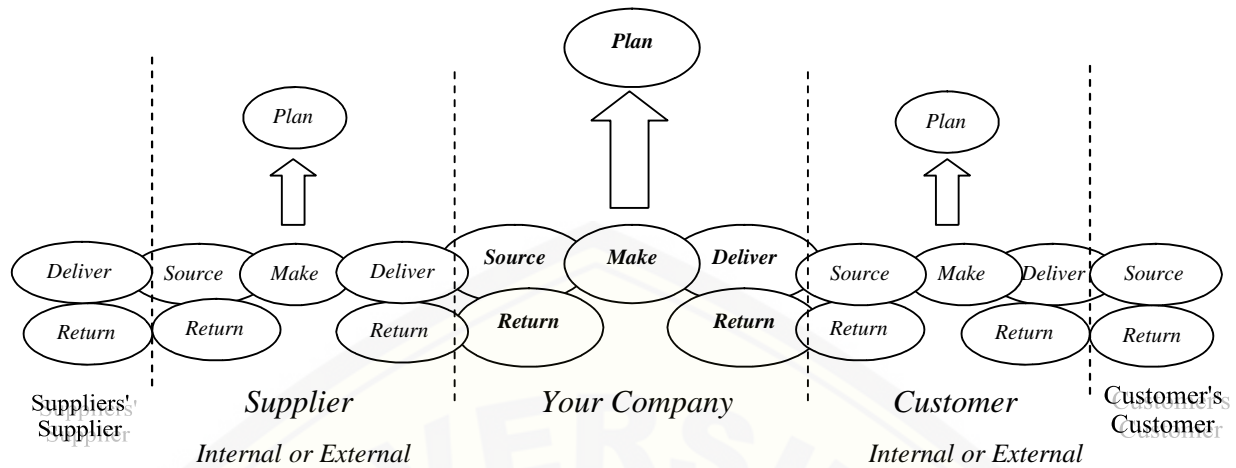 Plan
Plan
Plan
Deliver Source Make Deliver Source Make Deliver Source Make Deliver Source
Return Return Return Return Return Return Return Return
Suppliers' Supplier Your Company Customer Customer's
Supplier Customer
Internal or External Internal or External